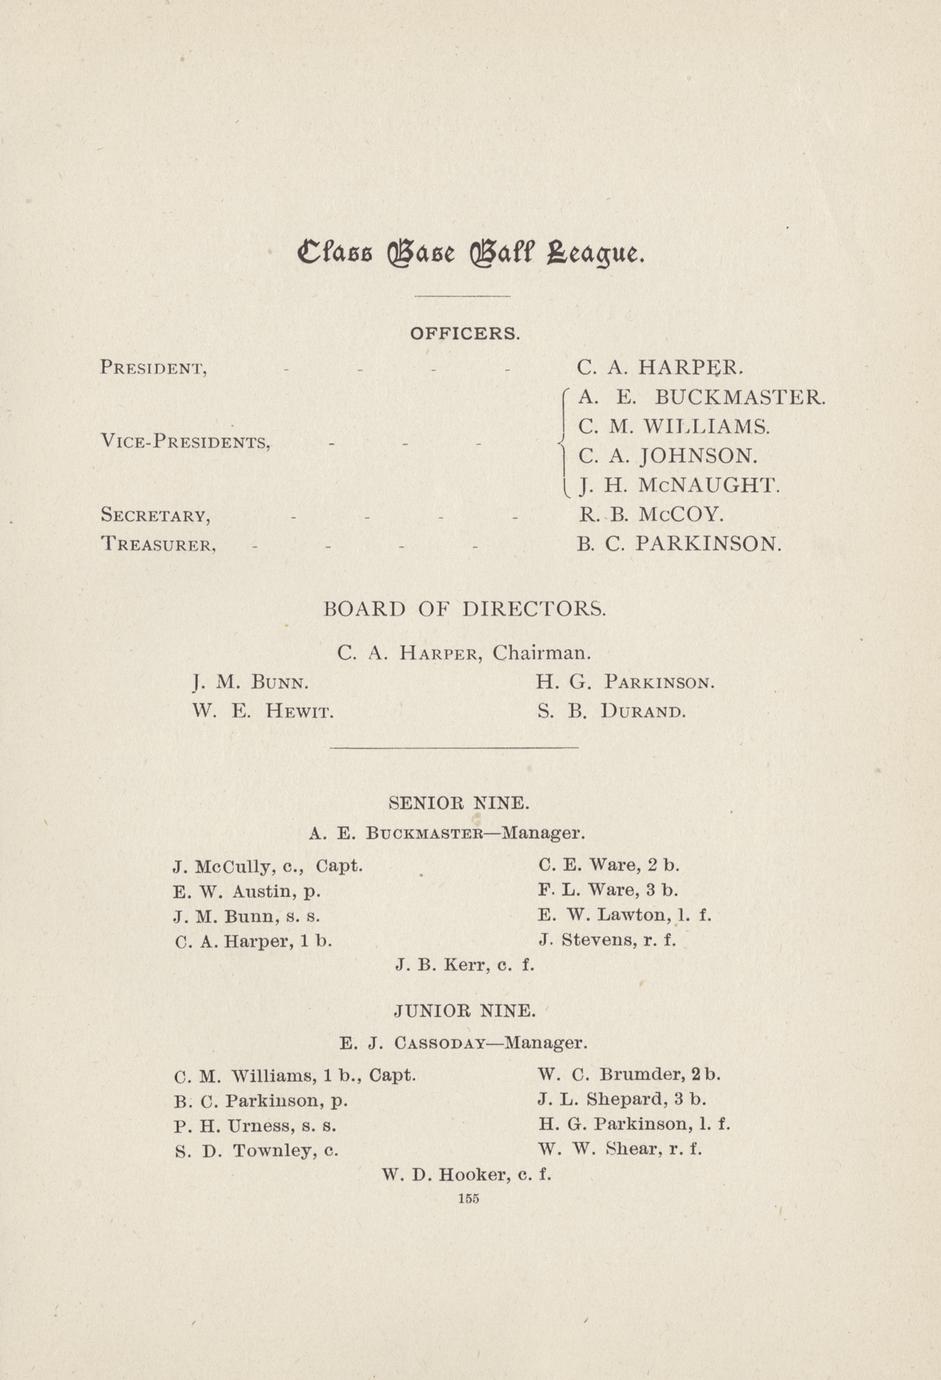 Class Base Ball League.
OFFICERS.
PRESIDENT, - - - - C. A. HARPER.
VICE-PRESIDENTS, - - - A. E. BUCKMASTER.
C. M. WILLIAMS.
C. A. JOHNSON.
J. H. McNAUGHT.
SECRETARY, - - - - R. B. McCOY.
TREASURER, - - - - B. C. PARKINSON.
BOARD OF DIRECTORS.
C. A. HARPER, Chairman.
J. M. BUNN. H. G. PARKINSON.
W. E. HEWIT. S. B. DURAND.
SENIOR NINE.
A. E. BUCKMASTER—Manager.
J. McCully, c., Capt. C. E. Ware, 2 b.
E. W. Austin, p. F. L. Ware, 3 b.
J. M. Bunn, s. s. E. W. Lawton, l. f.
C. A. Harper, 1 b. J. Stevens, r. f.
J. B. Kerr, c. f.
JUNIOR NINE.
E. J. CASSODAY—Manager.
C. M. Williams, 1 b., Capt. W. C. Brumder, 2 b.
B. C. Parkinson, p. J. L. Shepard, 3 b.
P. H. Urness, s. s. H. G. Parkinson, l. f.
S. D. Townley, c. W. W. Shear, r. f.
W. D. Hooker, c. f.
155